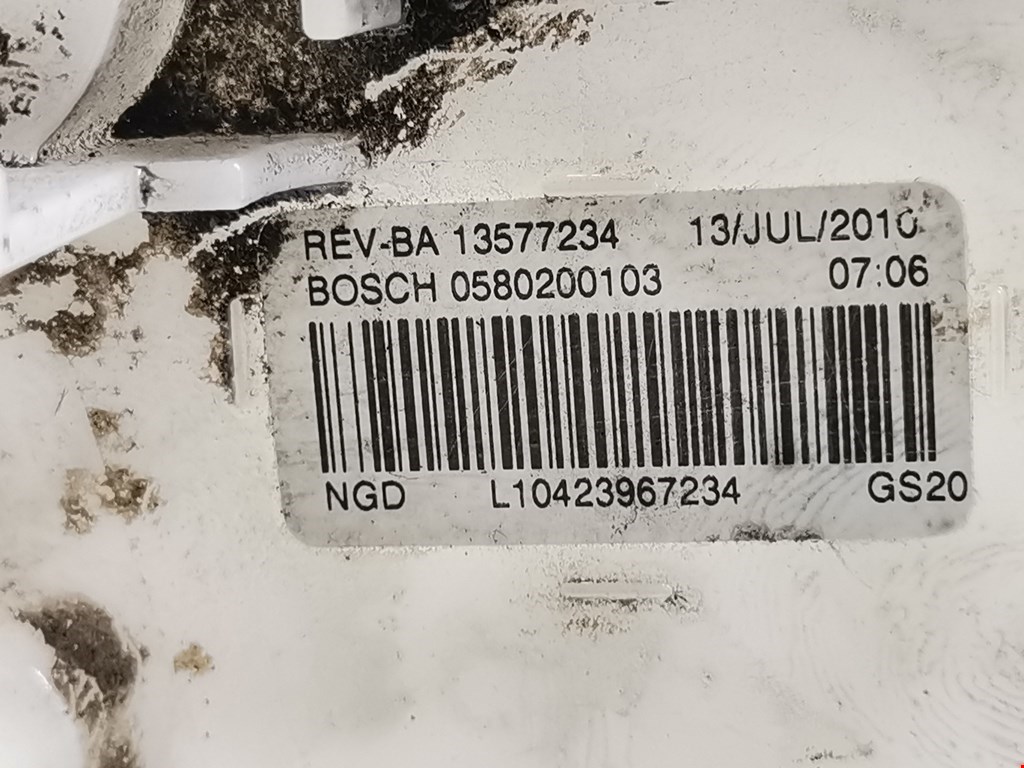 REV-BA 13577234 13/JUL/2010
BOSCH 0580200103 07:06
NGD L10423967234 GS20